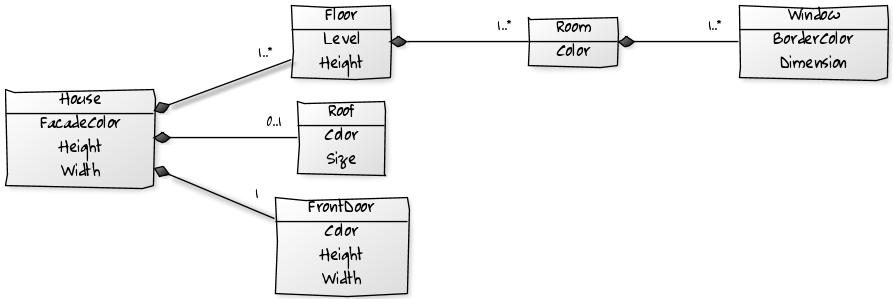 Floor
Level
Height
1..*
1..*
Room
Color
1..*
Window
BorderColor
Dimension
House
FacadeColor
Height
Width
0..1
Roof
Color
Size
1
FrontDoor
Color
Height
Width